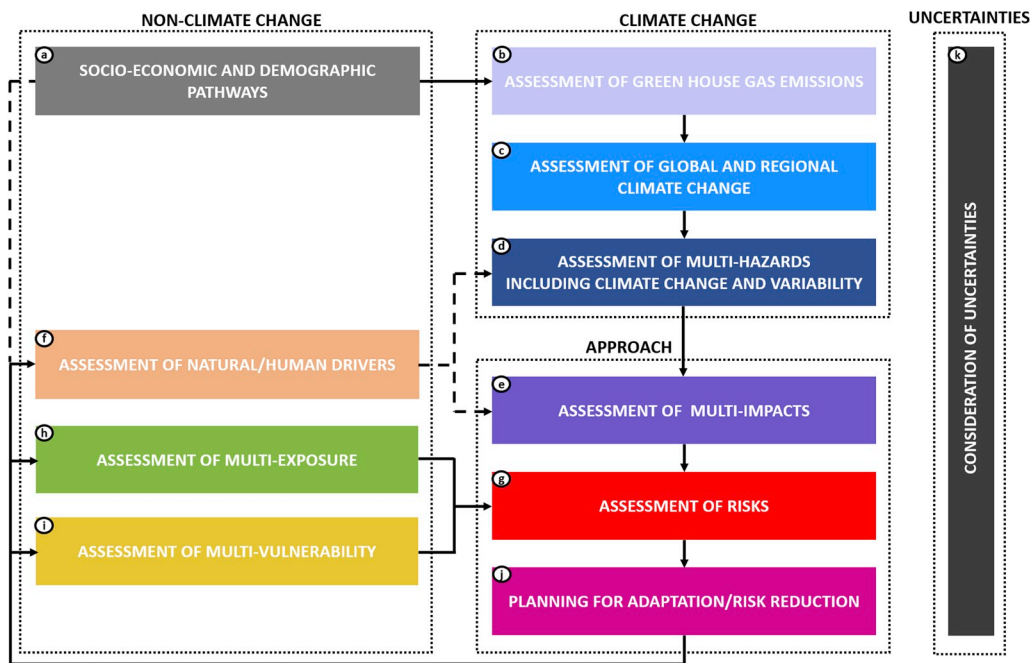 NON-CLIMATE CHANGE
a
SOCIO-ECONOMIC AND DEMOGRAPHIC
PATHWAYS
f
ASSESSMENT OF NATURAL/HUMAN DRIVERS
h
ASSESSMENT OF MULTI-EXPOSURE
i
ASSESSMENT OF MULTI-VULNERABILITY
CLIMATE CHANGE
b
ASSESSMENT OF GREEN HOUSE GAS EMISSIONS
c
ASSESSMENT OF GLOBAL AND REGIONAL
CLIMATE CHANGE
d
ASSESSMENT OF MULTI-HAZARDS
INCLUDING CLIMATE CHANGE AND VARIABILITY
APPROACH
e
ASSESSMENT OF MULTI-IMPACTS
g
ASSESSMENT OF RISKS
j
PLANNING FOR ADAPTATION/RISK REDUCTION
UNCERTAINTIES
k
CONSIDERATION OF UNCERTAINTIES